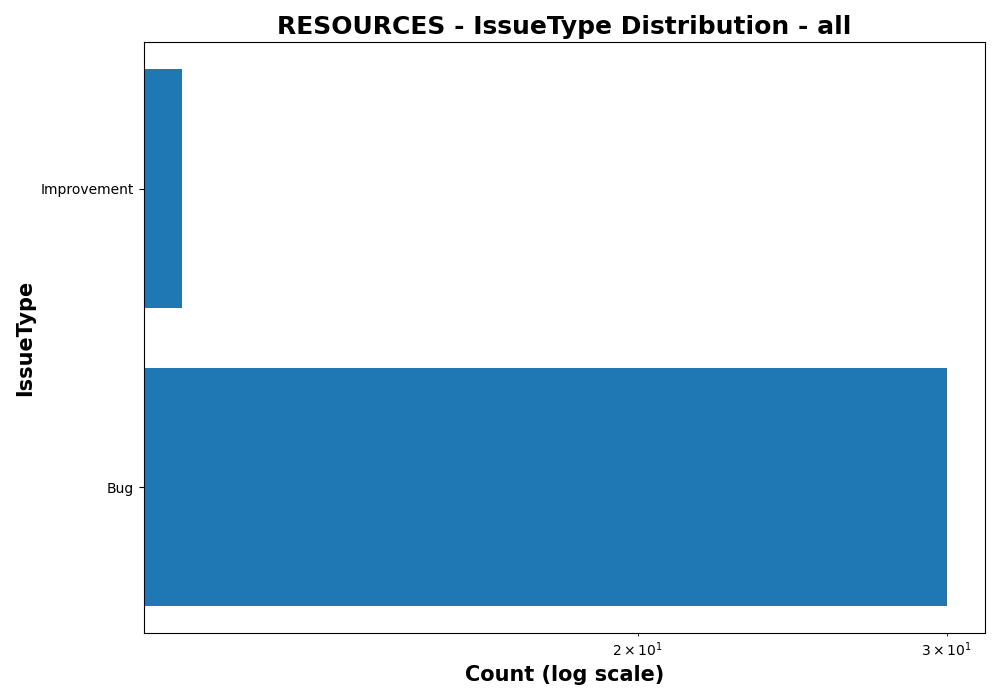 RESOURCES - IssueType Distribution - all
IssueType
Improvement
Bug
2 × 10¹
3 × 10¹
Count (log scale)